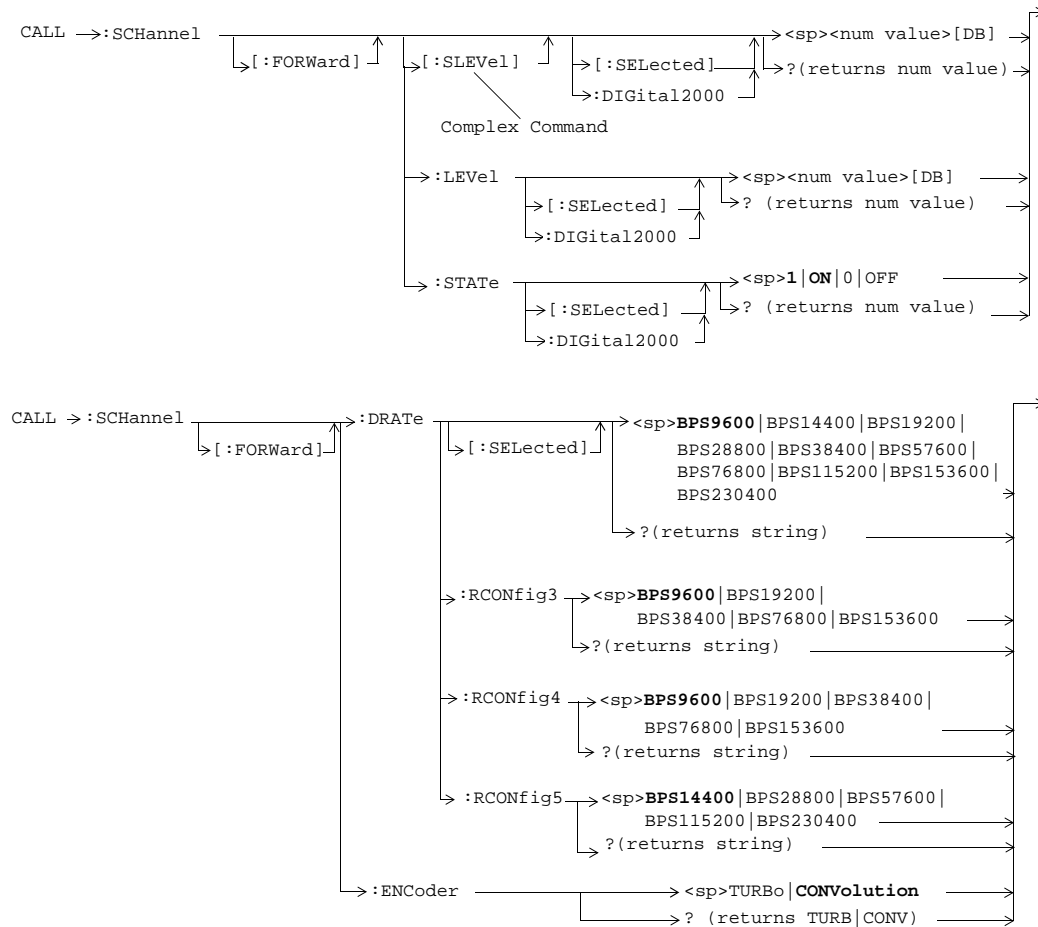 CALL :SCHannel <sp><num value>[DB]
[:FORWard] [:SLEVel] [:SELected] ?(returns num value)
:DIGital2000
Complex Command
:LEVel <sp><num value>[DB]
[:SELected] ? (returns num value)
:DIGital2000
:STATe <sp>1|ON|0|OFF
[:SELected] ? (returns num value)
:DIGital2000
CALL :SCHannel :DRATe <sp>BPS9600|BPS14400|BPS19200|
[:FORWard] [:SELected] BPS28800|BPS38400|BPS57600|
BPS76800|BPS115200|BPS153600|
BPS230400
?(returns string)
:RCONfig3 <sp>BPS9600|BPS19200|
BPS38400|BPS76800|BPS153600
?(returns string)
:RCONfig4 <sp>BPS9600|BPS19200|BPS38400|
BPS76800|BPS153600
?(returns string)
:RCONfig5 <sp>BPS14400|BPS28800|BPS57600|
BPS115200|BPS230400
?(returns string)
:ENCoder <sp>TURBo|CONVolution
? (returns TURB|CONV)